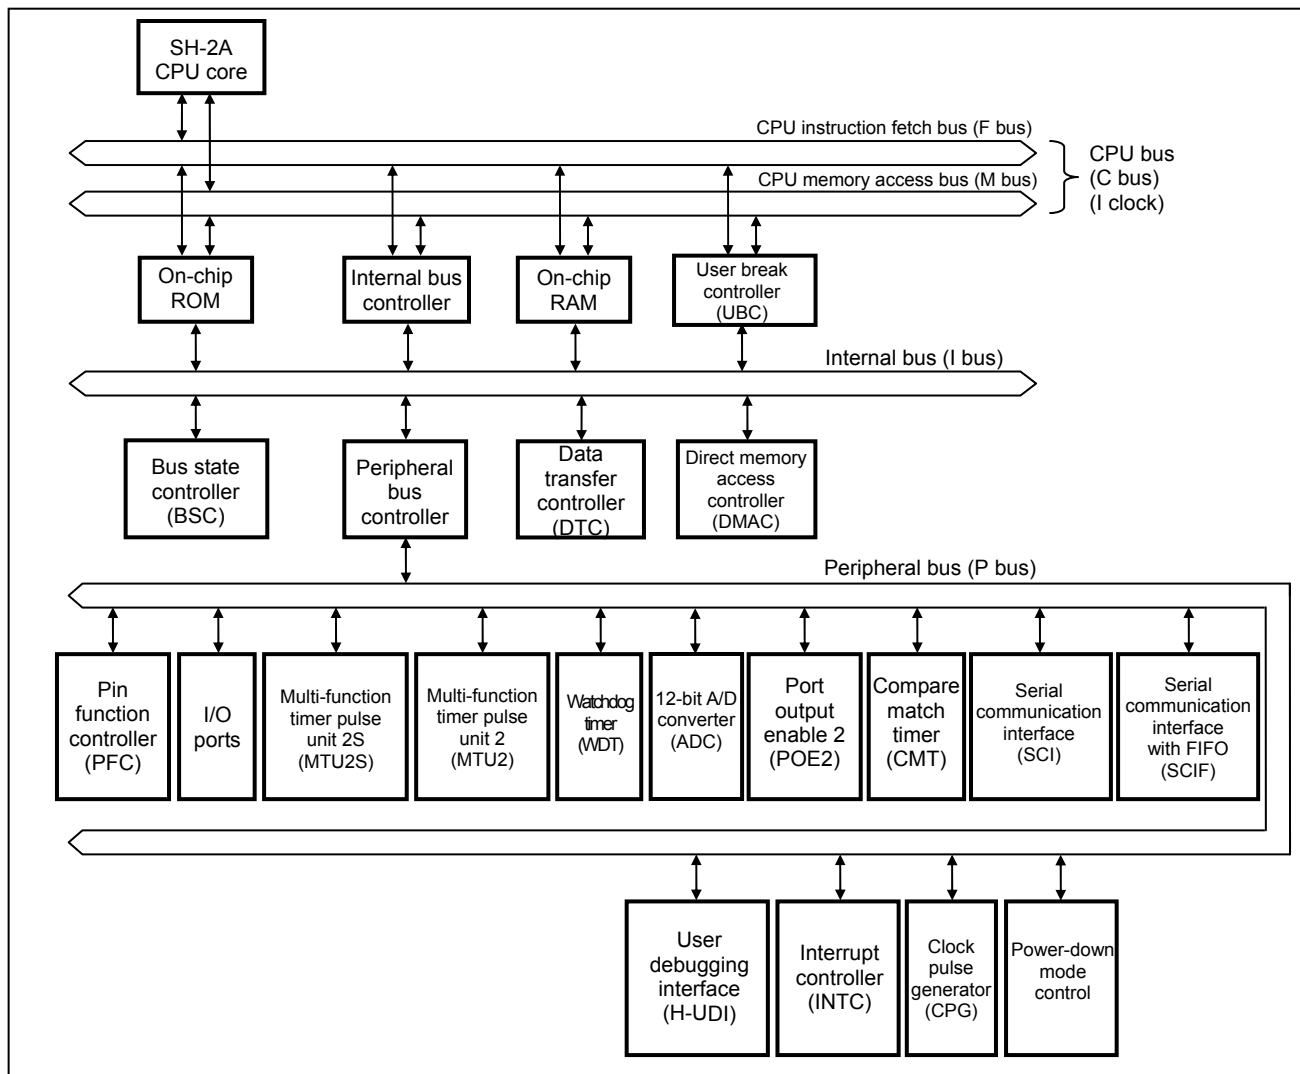 SH-2A
CPU core
CPU instruction fetch bus (F bus)
CPU memory access bus (M bus)
CPU bus
(C bus)
(I clock)
On-chip
ROM
Internal bus
controller
On-chip
RAM
User break
controller
(UBC)
Internal bus (I bus)
Bus state
controller
(BSC)
Peripheral
bus
controller
Data
transfer
controller
(DTC)
Direct memory
access
controller
(DMAC)
Peripheral bus (P bus)
Pin
function
controller
(PFC)
I/O
ports
Multi-function
timer pulse
unit 2S
(MTU2S)
Multi-function
timer pulse
unit 2
(MTU2)
Watchdog
timer
(WDT)
12-bit A/D
converter
(ADC)
Port
output
enable 2
(POE2)
Compare
match
timer
(CMT)
Serial
communication
interface
(SCI)
Serial
communication
interface
with FIFO
(SCIF)
User
debugging
interface
(H-UDI)
Interrupt
controller
(INTC)
Clock
pulse
generator
(CPG)
Power-down
mode
control